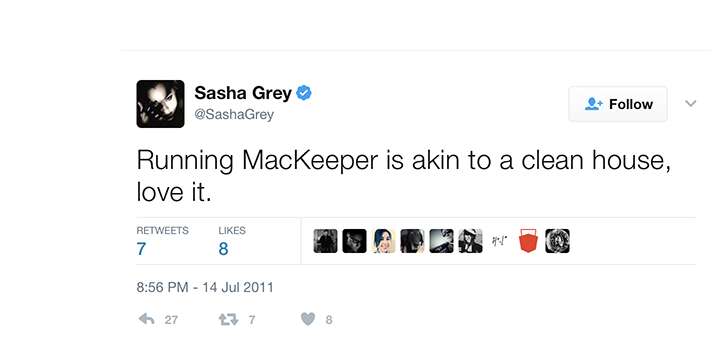 Sasha Grey
@SashaGrey
Follow
Running MacKeeper is akin to a clean house,
love it.
RETWEETS LIKES
7 8
8:56 PM - 14 Jul 2011
27 7 8